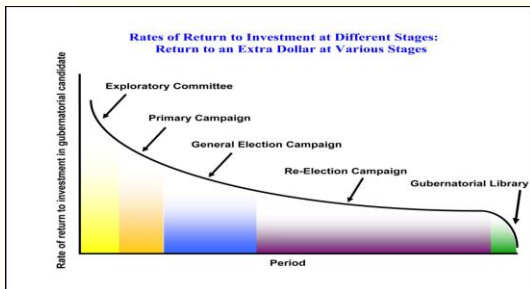 Rates of Return to Investment at Different Stages:
Return to an Extra Dollar at Various Stages
Exploratory Committee
Primary Campaign
General Election Campaign
Re-Election Campaign
Gubernatorial Library
Rate of return to investment in gubernatorial candidate
Period